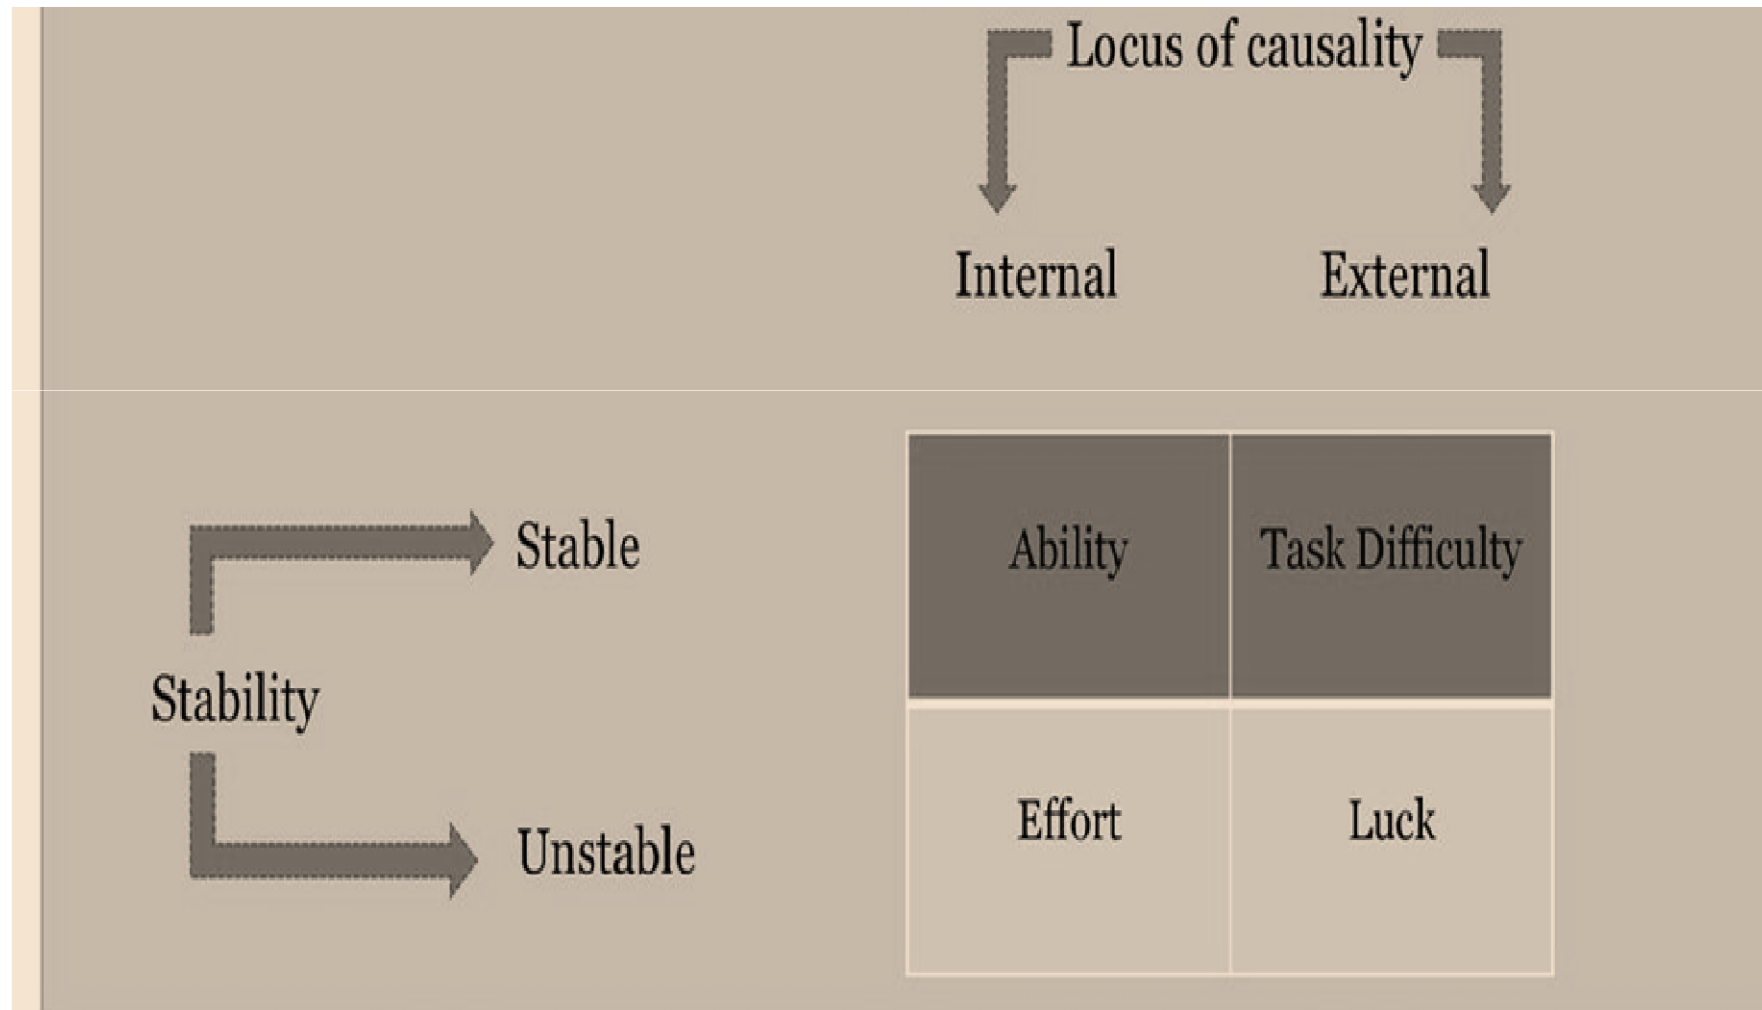 Locus of causality
Internal External
Stable
Ability Task Difficulty
Stability
Unstable
Effort Luck